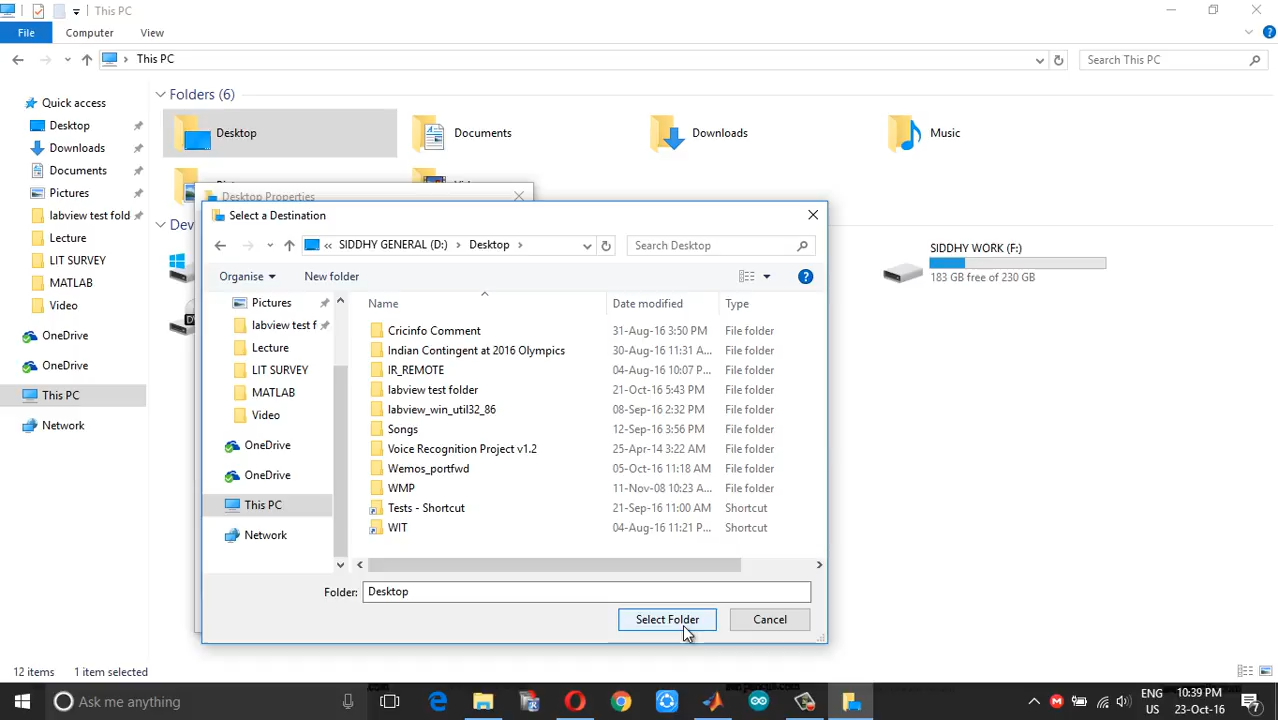 This PC
File
Computer
View
This PC
Search This PC
Quick access
Desktop
Downloads
Documents
Pictures
labview test fold
Lecture
LIT SURVEY
MATLAB
Video
OneDrive
OneDrive
This PC
Network
Folders (6)
Desktop
Documents
Downloads
Music
Desktop Properties
SIDDHY WORK (F:)
183 GB free of 230 GB
Select a Destination
« SIDDHY GENERAL (D:) > Desktop >
Search Desktop
Organise
New folder
Pictures
labview test f
Lecture
LIT SURVEY
MATLAB
Video
OneDrive
OneDrive
This PC
Network
Name Date modified Type
Cricinfo Comment 31-Aug-16 3:50 PM File folder
Indian Contingent at 2016 Olympics 30-Aug-16 11:31 A... File folder
IR_REMOTE 04-Aug-16 10:07 P... File folder
labview test folder 21-Oct-16 5:43 PM File folder
labview_win_util32_86 08-Sep-16 2:32 PM File folder
Songs 12-Sep-16 3:56 PM File folder
Voice Recognition Project v1.2 25-Apr-14 3:22 AM File folder
Wemos_portfwd 05-Oct-16 11:18 AM File folder
WMP 11-Nov-08 10:23 A... File folder
Tests - Shortcut 21-Sep-16 11:00 AM Shortcut
WIT 04-Aug-16 11:21 P... Shortcut
Folder: Desktop
Select Folder
Cancel
12 items 1 item selected
Ask me anything
ENG
US
10:39 PM
23-Oct-16
7